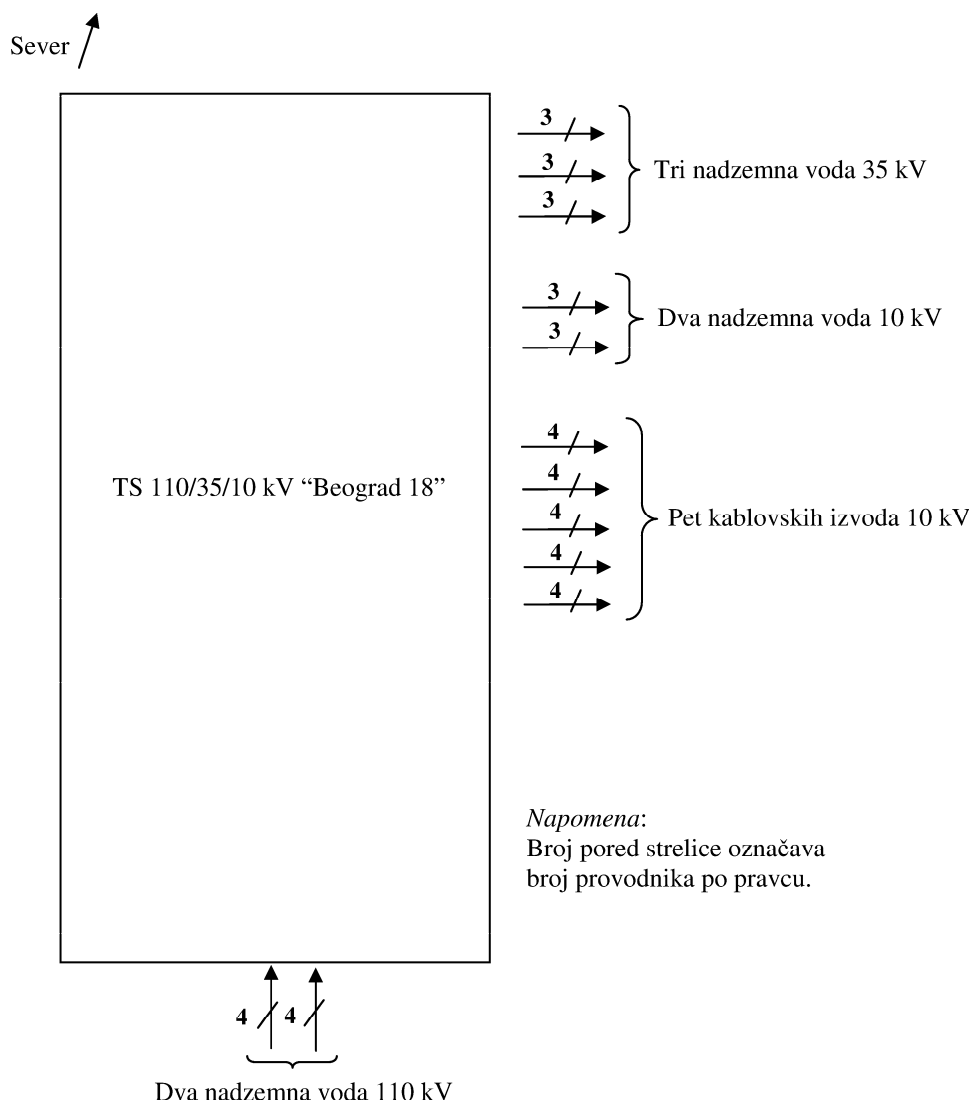 Sever
3
3
3
Tri nadzemna voda 35 kV
3
3
Dva nadzemna voda 10 kV
4
4
4
4
4
Pet kablovskih izvoda 10 kV
TS 110/35/10 kV “Beograd 18”
Napomena:
Broj pored strelice označava
broj provodnika po pravcu.
4 4
Dva nadzemna voda 110 kV